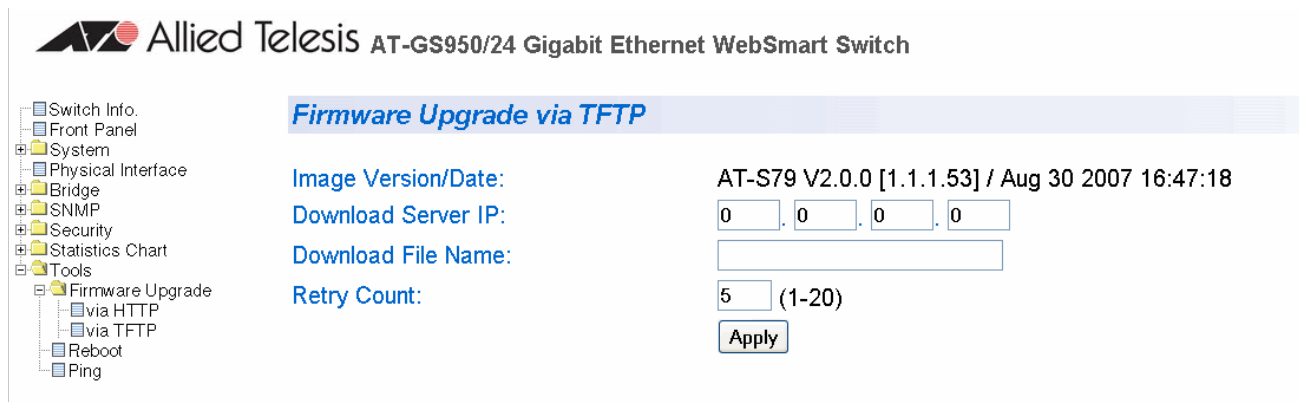 Allied Telesis AT-GS950/24 Gigabit Ethernet WebSmart Switch
Switch Info.
Front Panel
System
Physical Interface
Bridge
SNMP
Security
Statistics Chart
Tools
Firmware Upgrade
via HTTP
via TFTP
Reboot
Ping
Firmware Upgrade via TFTP
Image Version/Date: AT-S79 V2.0.0 [1.1.1.53] / Aug 30 2007 16:47:18
Download Server IP: 0 . 0 . 0 . 0
Download File Name:
Retry Count: 5 (1-20)
Apply